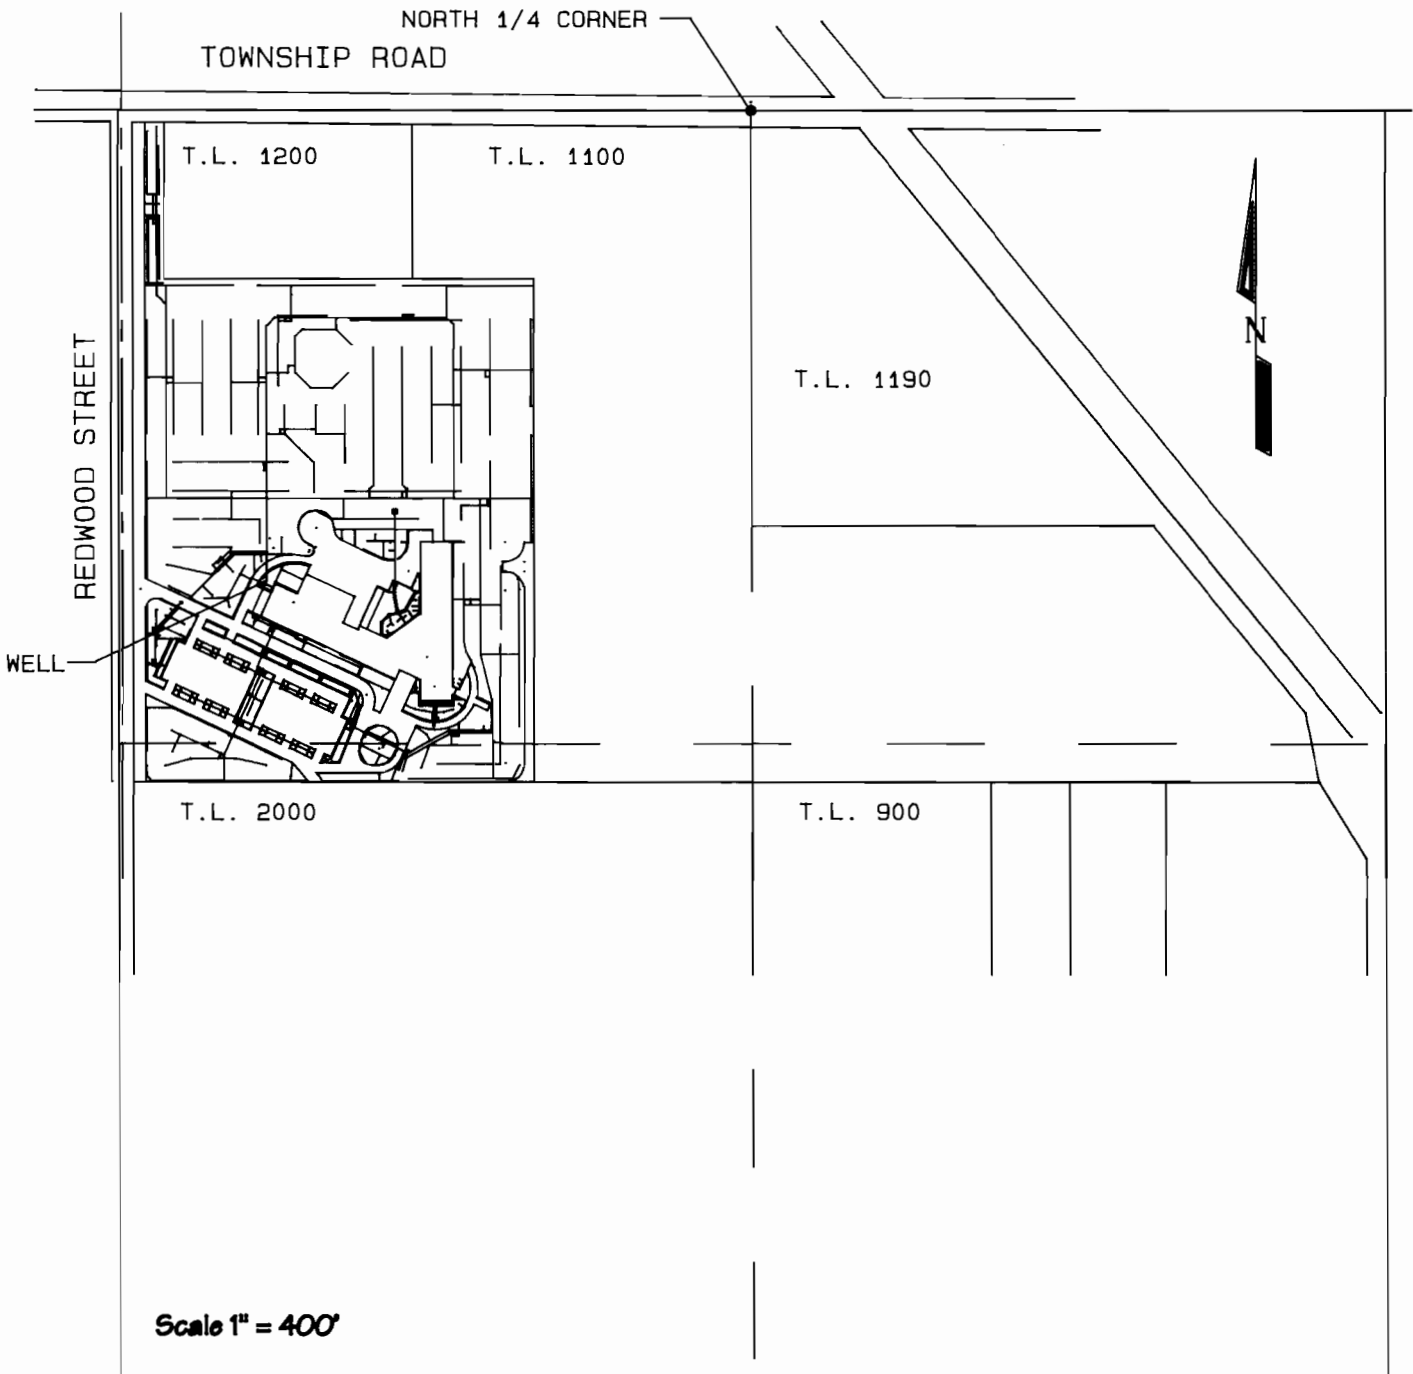 NORTH 1/4 CORNER
TOWNSHIP ROAD
T.L. 1200
T.L. 1100
N
T.L. 1190
REDWOOD STREET
WELL
T.L. 2000
T.L. 900
Scale 1" = 400'